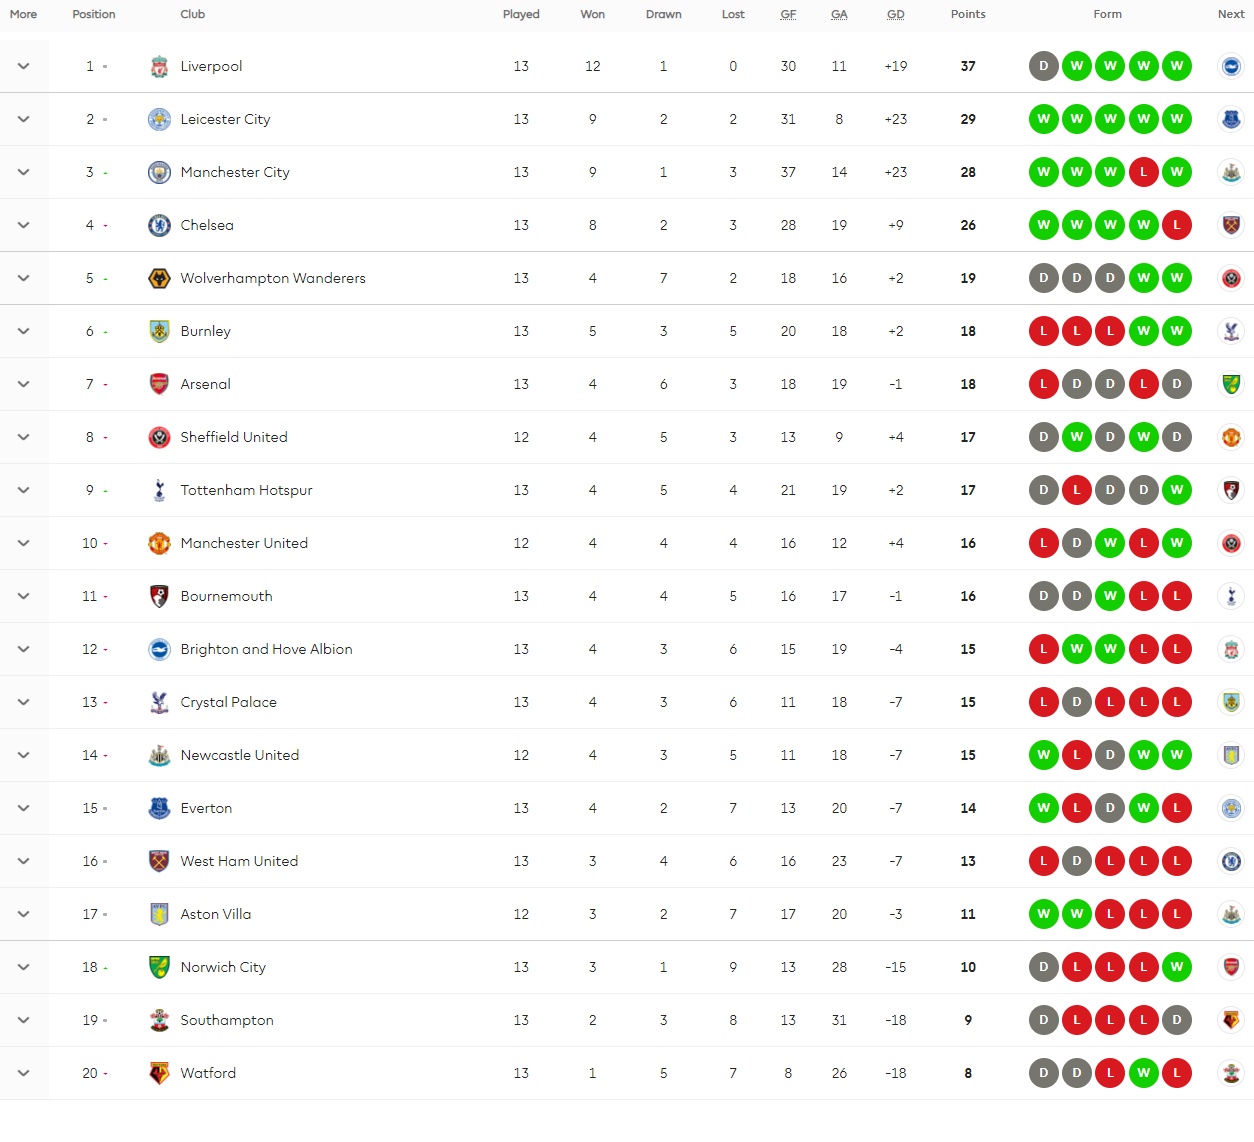 More Position Club Played Won Drawn Lost GF GA GD Points Form Next
1 Liverpool 13 12 1 0 30 11 +19 37 D W W W W
2 Leicester City 13 9 2 2 31 8 +23 29 W W W W W
3 Manchester City 13 9 1 3 37 14 +23 28 W W W L W
4 Chelsea 13 8 2 3 28 19 +9 26 W W W W L
5 Wolverhampton Wanderers 13 4 7 2 18 16 +2 19 D D D W W
6 Burnley 13 5 3 5 20 18 +2 18 L L L W W
7 Arsenal 13 4 6 3 18 19 -1 18 L D D L D
8 Sheffield United 12 4 5 3 13 9 +4 17 D W D W D
9 Tottenham Hotspur 13 4 5 4 21 19 +2 17 D L D D W
10 Manchester United 12 4 4 4 16 12 +4 16 L D W L W
11 Bournemouth 13 4 4 5 16 17 -1 16 D D W L L
12 Brighton and Hove Albion 13 4 3 6 15 19 -4 15 L W W L L
13 Crystal Palace 13 4 3 6 11 18 -7 15 L D L L L
14 Newcastle United 12 4 3 5 11 18 -7 15 W L D W W
15 Everton 13 4 2 7 13 20 -7 14 W L D W L
16 West Ham United 13 3 4 6 16 23 -7 13 L D L L L
17 Aston Villa 12 3 2 7 17 20 -3 11 W W L L L
18 Norwich City 13 3 1 9 13 28 -15 10 D L L L W
19 Southampton 13 2 3 8 13 31 -18 9 D L L L D
20 Watford 13 1 5 7 8 26 -18 8 D D L W L